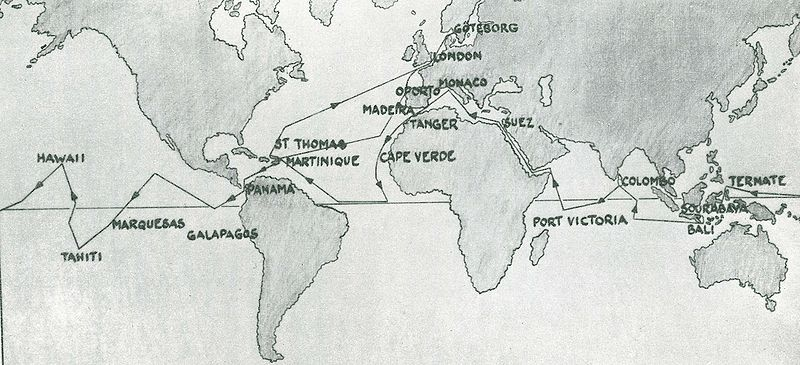 GÖTEBORG
LONDON
OPORTO
MONACO
MADEIRA
TANGER
SUEZ
ST THOMAS
MARTINIQUE
CAPE VERDE
HAWAII
PANAMA
COLOMBO
TERNATE
SOURABAYA
MARQUESAS
GALAPAGOS
PORT VICTORIA
BALI
TAHITI